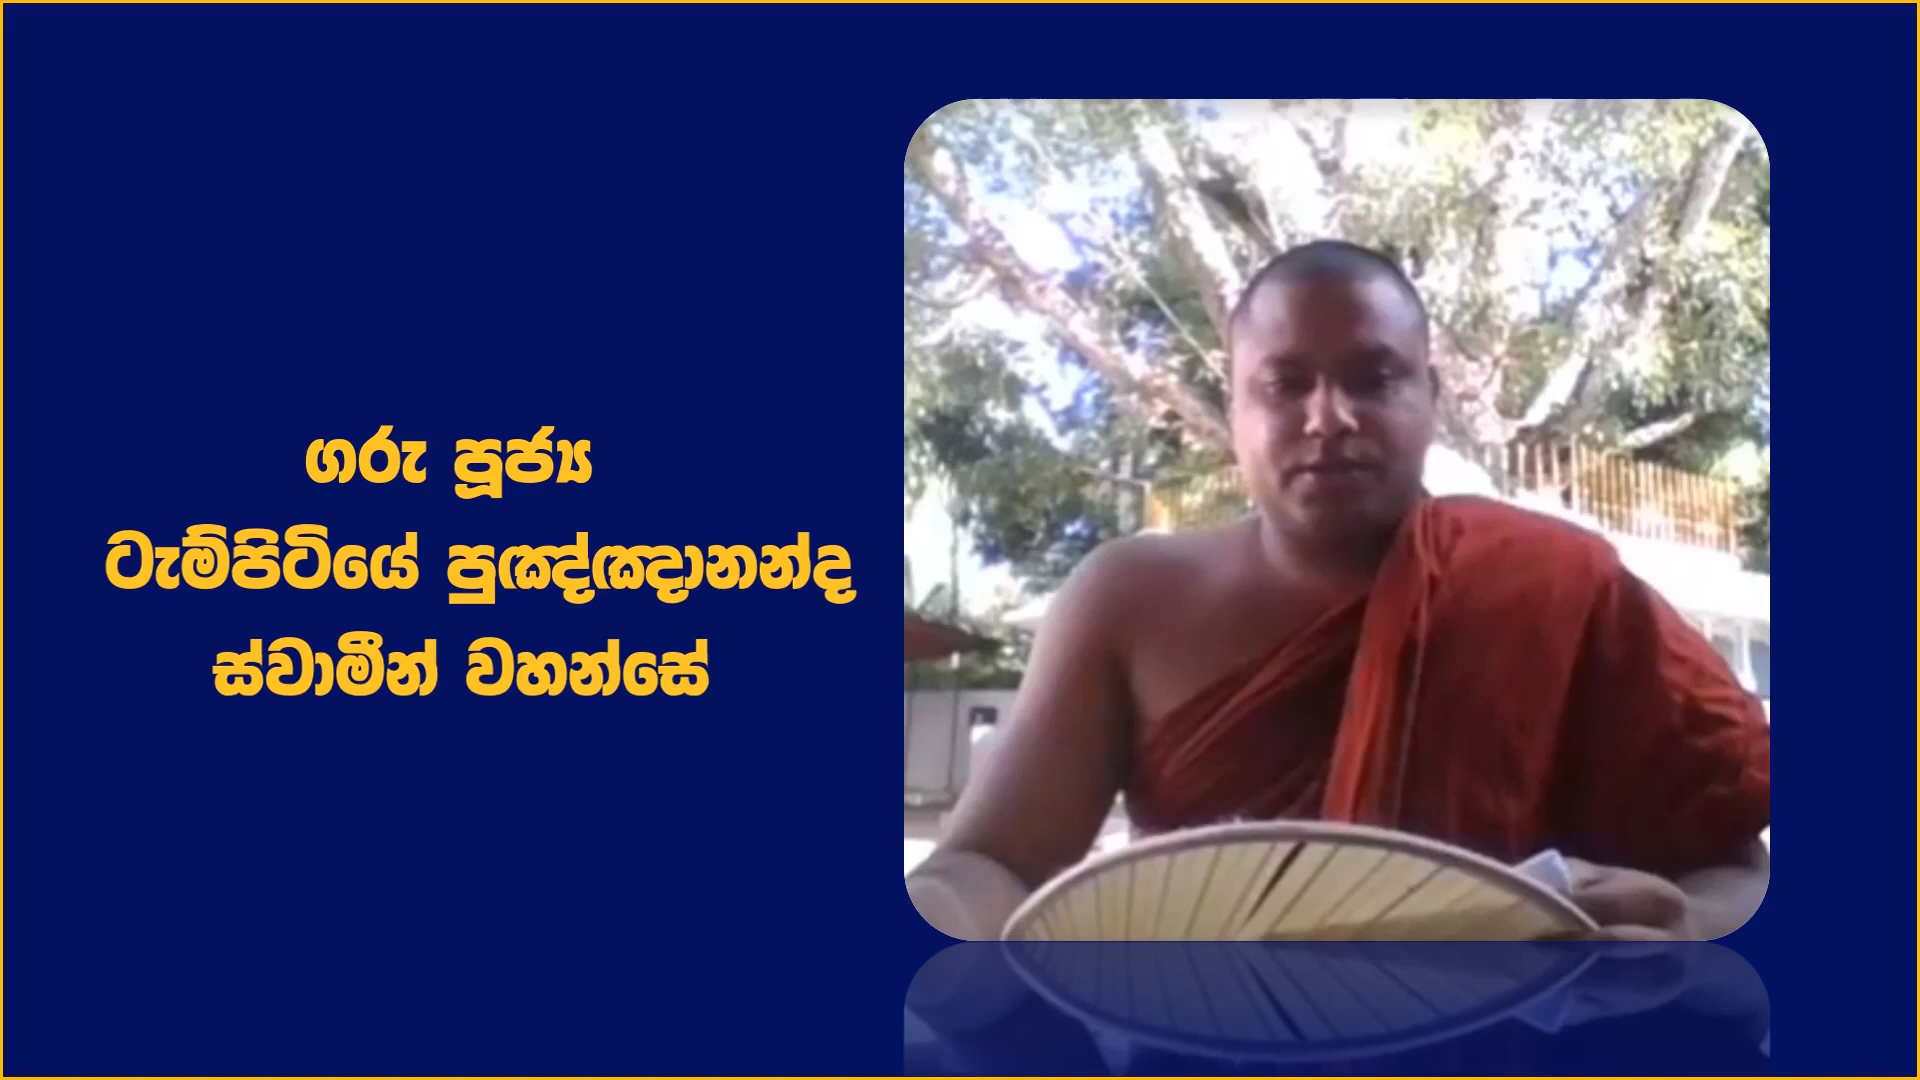 ගරු පූජ්‍ය
ටැම්පිටියේ පුඤ්ඤානන්ද
ස්වාමීන් වහන්සේ